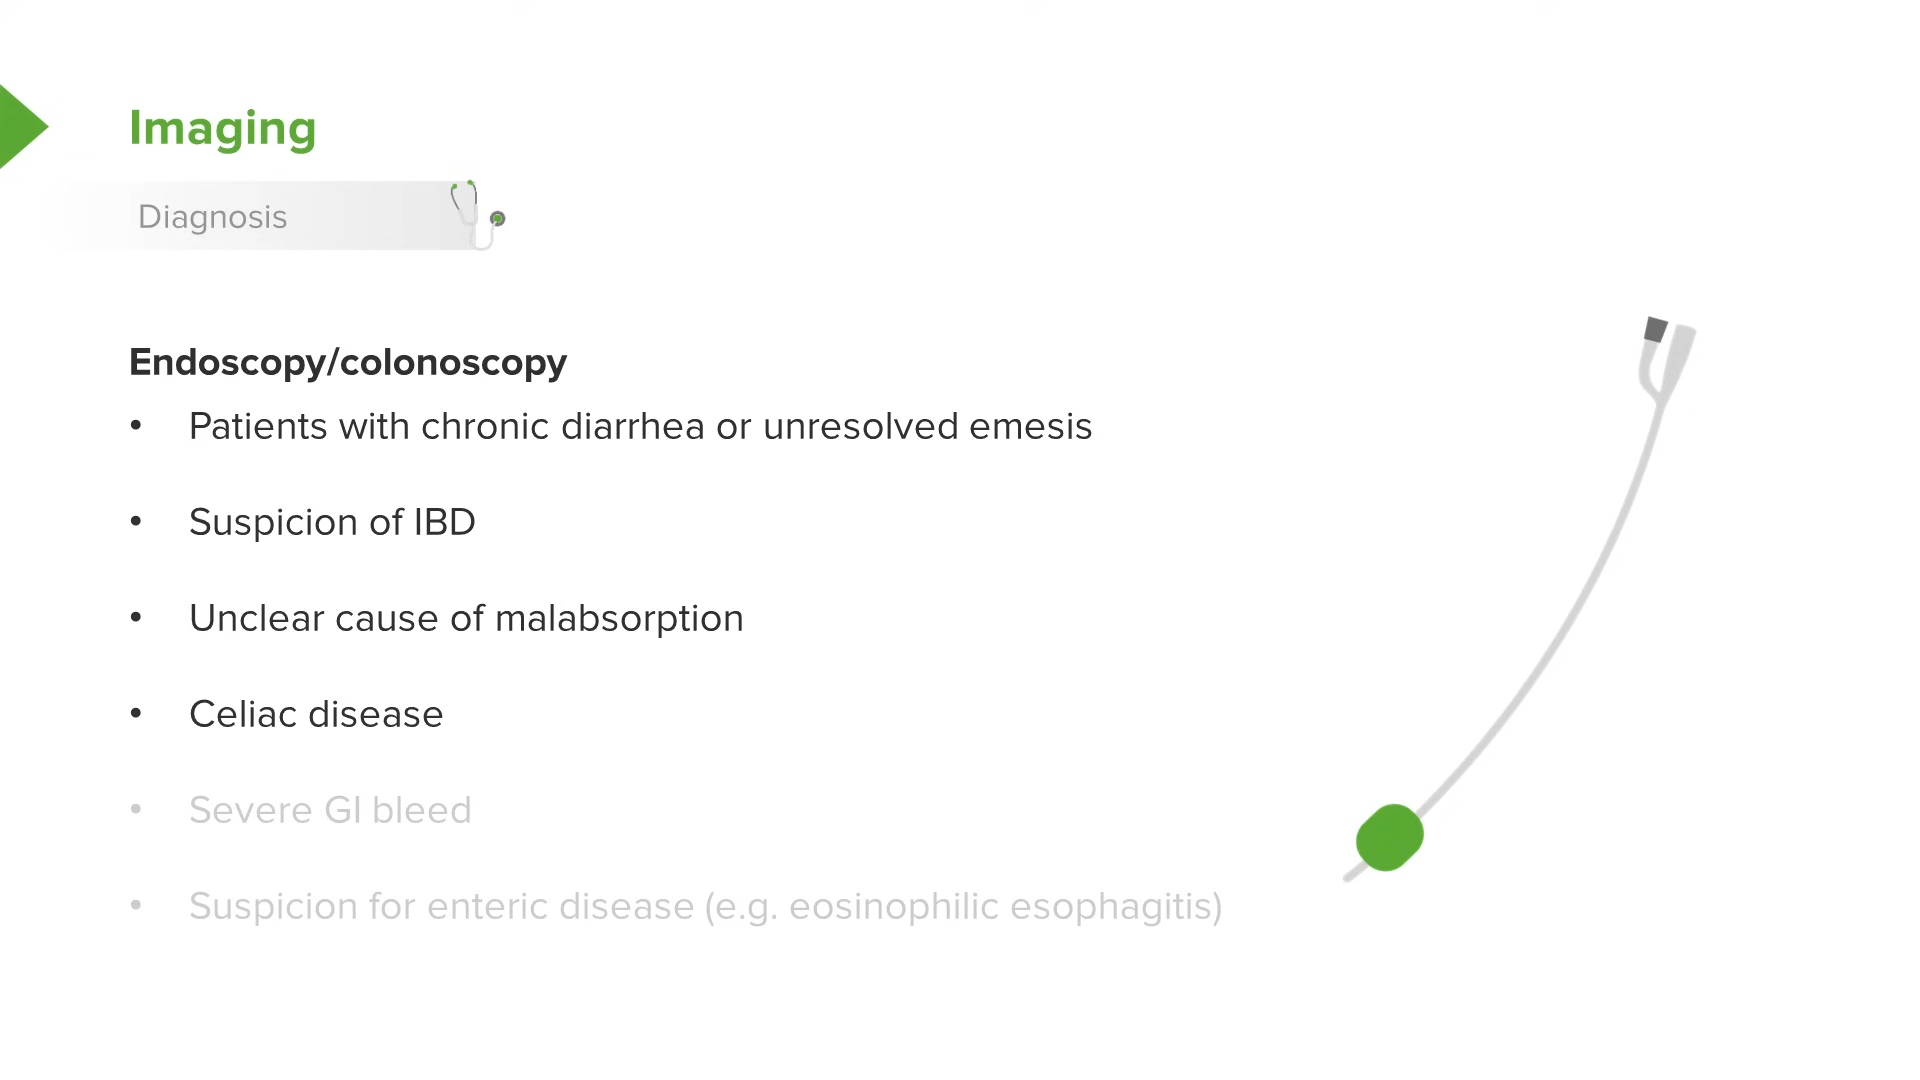 Imaging
Diagnosis
Endoscopy/colonoscopy
• Patients with chronic diarrhea or unresolved emesis
• Suspicion of IBD
• Unclear cause of malabsorption
• Celiac disease
• Severe GI bleed
• Suspicion for enteric disease (e.g. eosinophilic esophagitis)